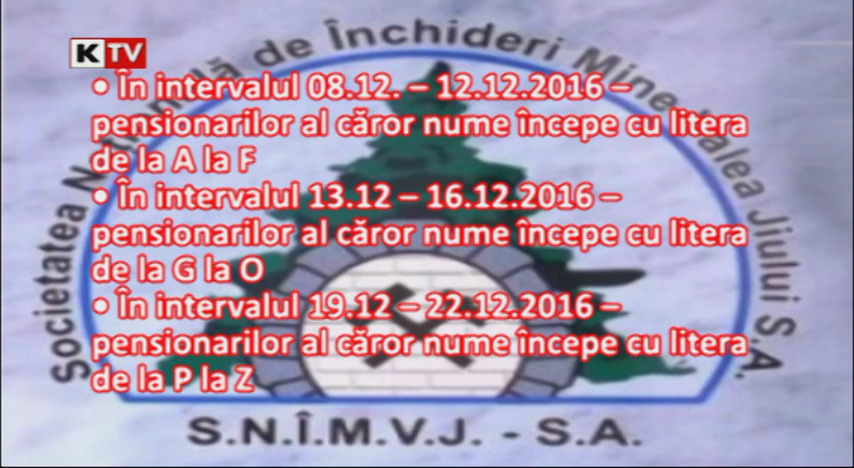 K TV
Societatea Națională de Închideri Mine Valea Jiului S.A.
• În intervalul 08.12. – 12.12.2016 –
pensionarilor al căror nume începe cu litera
de la A la F
• În intervalul 13.12 – 16.12.2016 –
pensionarilor al căror nume începe cu litera
de la G la O
• În intervalul 19.12 – 22.12.2016 –
pensionarilor al căror nume începe cu litera
de la P la Z
S.N.Î.M.V.J. - S.A.